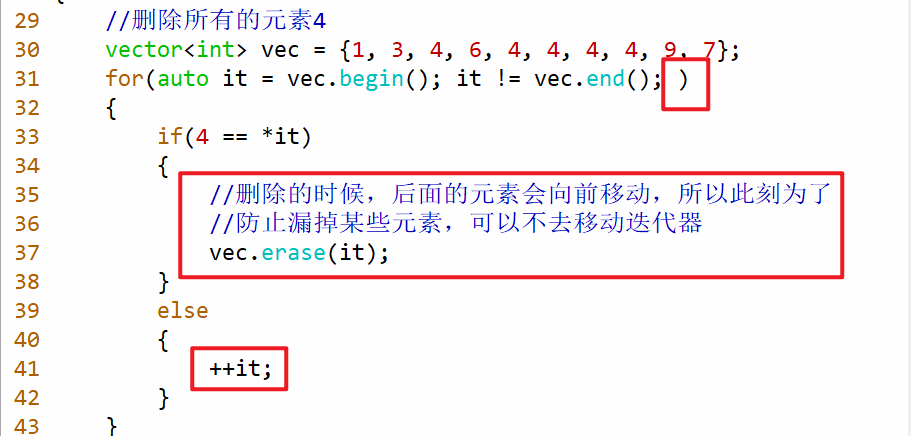 29 //删除所有的元素4
30 vector<int> vec = {1, 3, 4, 6, 4, 4, 4, 4, 9, 7};
31 for(auto it = vec.begin(); it != vec.end(); )
32 {
33 if(4 == *it)
34 {
35 //删除的时候，后面的元素会向前移动，所以此刻为了
36 //防止漏掉某些元素，可以不去移动迭代器
37 vec.erase(it);
38 }
39 else
40 {
41 ++it;
42 }
43 }